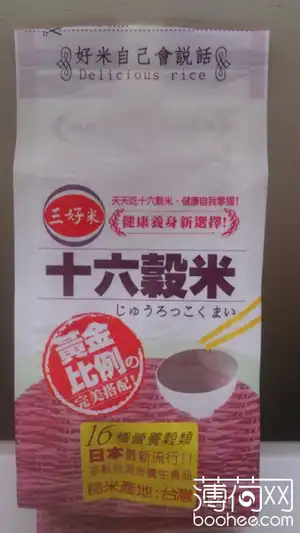 好米自己會説話
Delicious rice
三好米
天天吃十六穀米，健康自我掌握！
健康養身新選擇！
十六穀米
じゅうろっこくまい
黃金
比例の
完美搭配！
16種營養穀類
日本最新流行！！
糙米產地：台灣
薄荷网
boohee.com